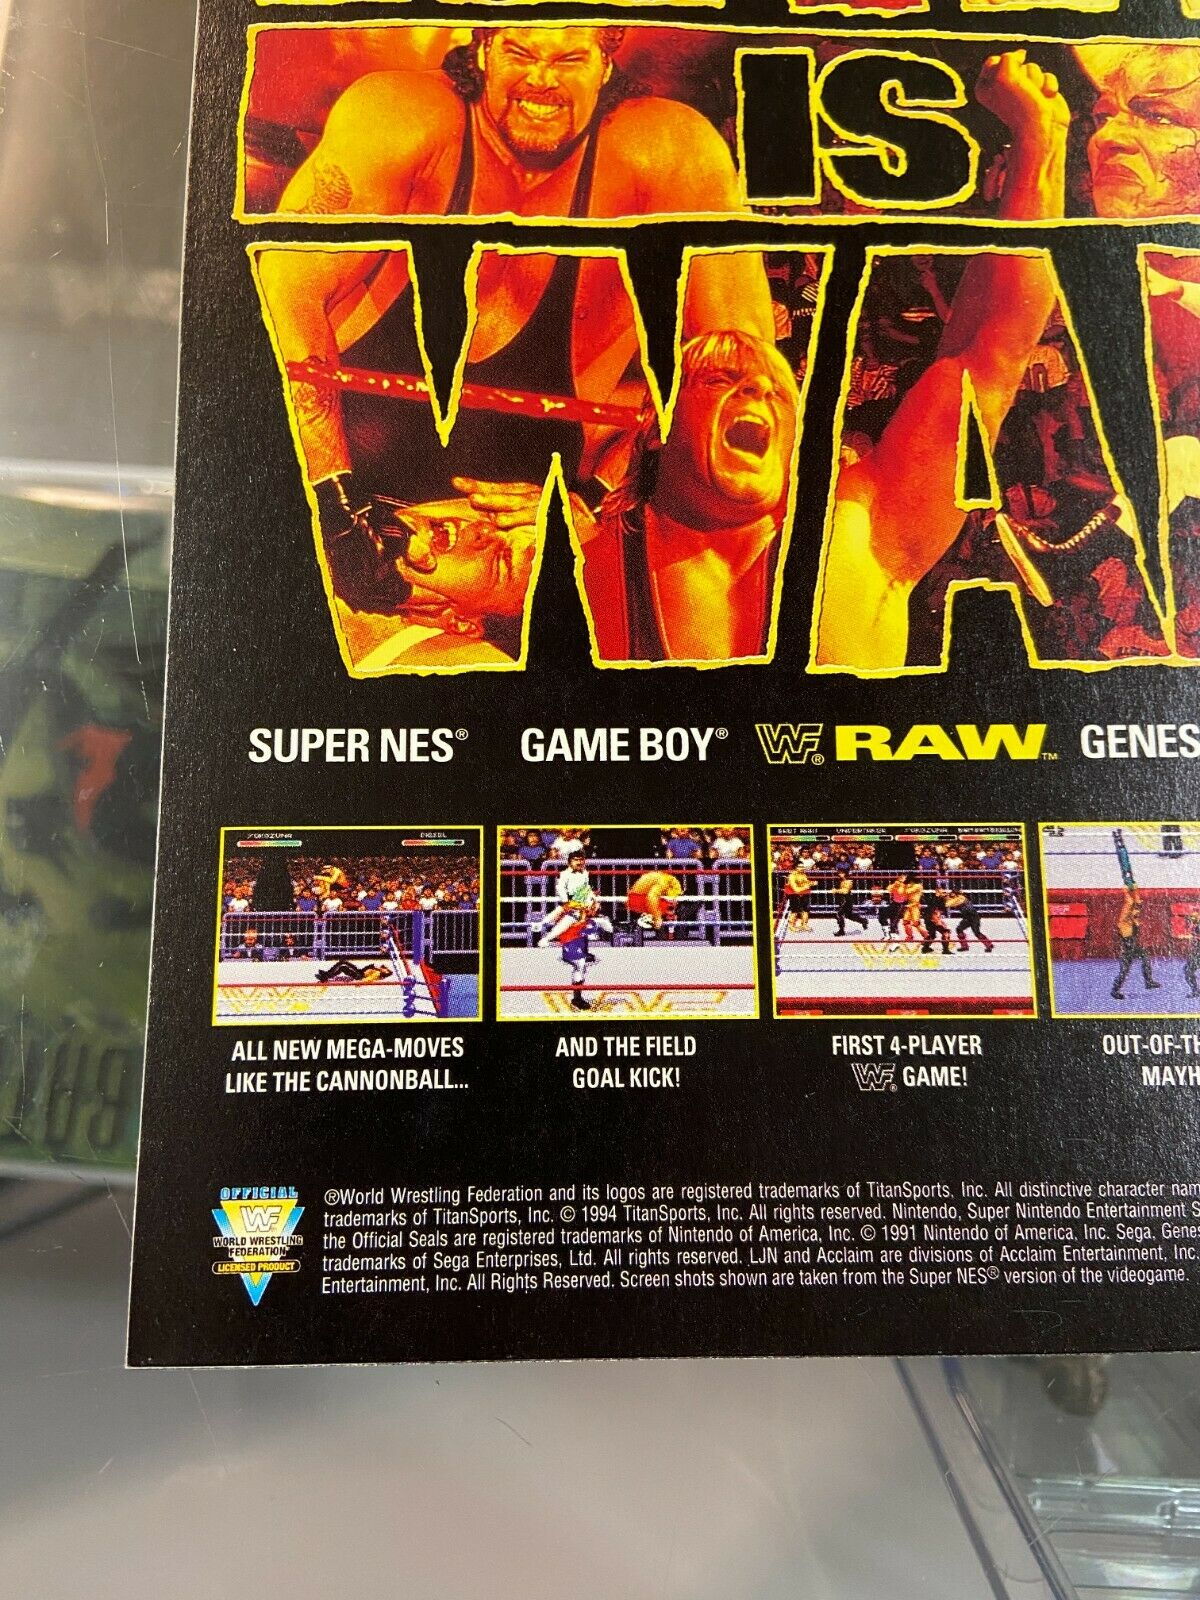 IS
WA
SUPER NES® GAME BOY® WWF® RAW™ GENES
YOKOZUNA DIESEL
BRET HART UNDERTAKER YOKOZUNA
ALL NEW MEGA-MOVES
LIKE THE CANNONBALL...
AND THE FIELD
GOAL KICK!
FIRST 4-PLAYER
WWF® GAME!
OUT-OF-TH
MAYH
OFFICIAL
WWF
WORLD WRESTLING
FEDERATION
LICENSED PRODUCT
®World Wrestling Federation and its logos are registered trademarks of TitanSports, Inc. All distinctive character nam
trademarks of TitanSports, Inc. © 1994 TitanSports, Inc. All rights reserved. Nintendo, Super Nintendo Entertainment S
the Official Seals are registered trademarks of Nintendo of America, Inc. © 1991 Nintendo of America, Inc. Sega, Genes
trademarks of Sega Enterprises, Ltd. All rights reserved. LJN and Acclaim are divisions of Acclaim Entertainment, Inc.
Entertainment, Inc. All Rights Reserved. Screen shots shown are taken from the Super NES® version of the videogame.